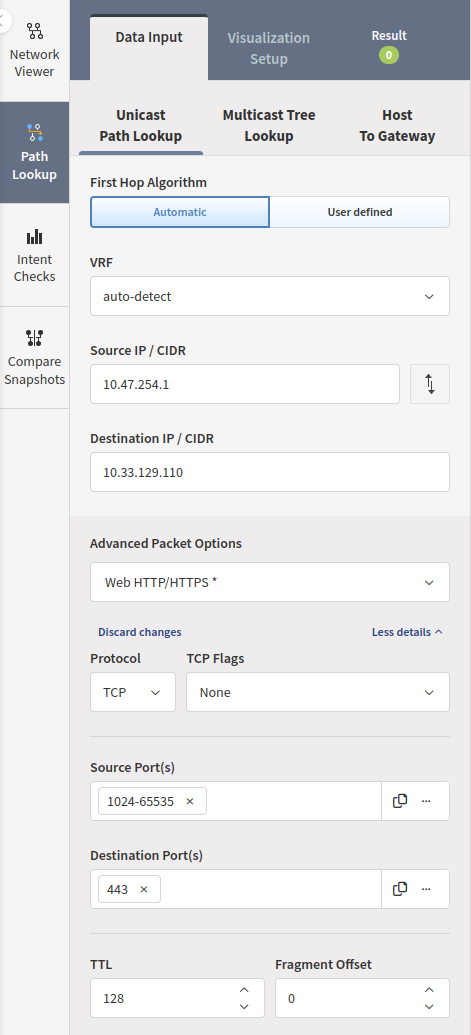 Network
Viewer
Path
Lookup
Intent
Checks
Compare
Snapshots
Data Input
Visualization
Setup
Result
0
Unicast
Path Lookup
Multicast Tree
Lookup
Host
To Gateway
First Hop Algorithm
Automatic
User defined
VRF
auto-detect
Source IP / CIDR
10.47.254.1
Destination IP / CIDR
10.33.129.110
Advanced Packet Options
Web HTTP/HTTPS *
Discard changes
Less details
Protocol
TCP Flags
TCP
None
Source Port(s)
1024-65535 ×
Destination Port(s)
443 ×
TTL
Fragment Offset
128
0